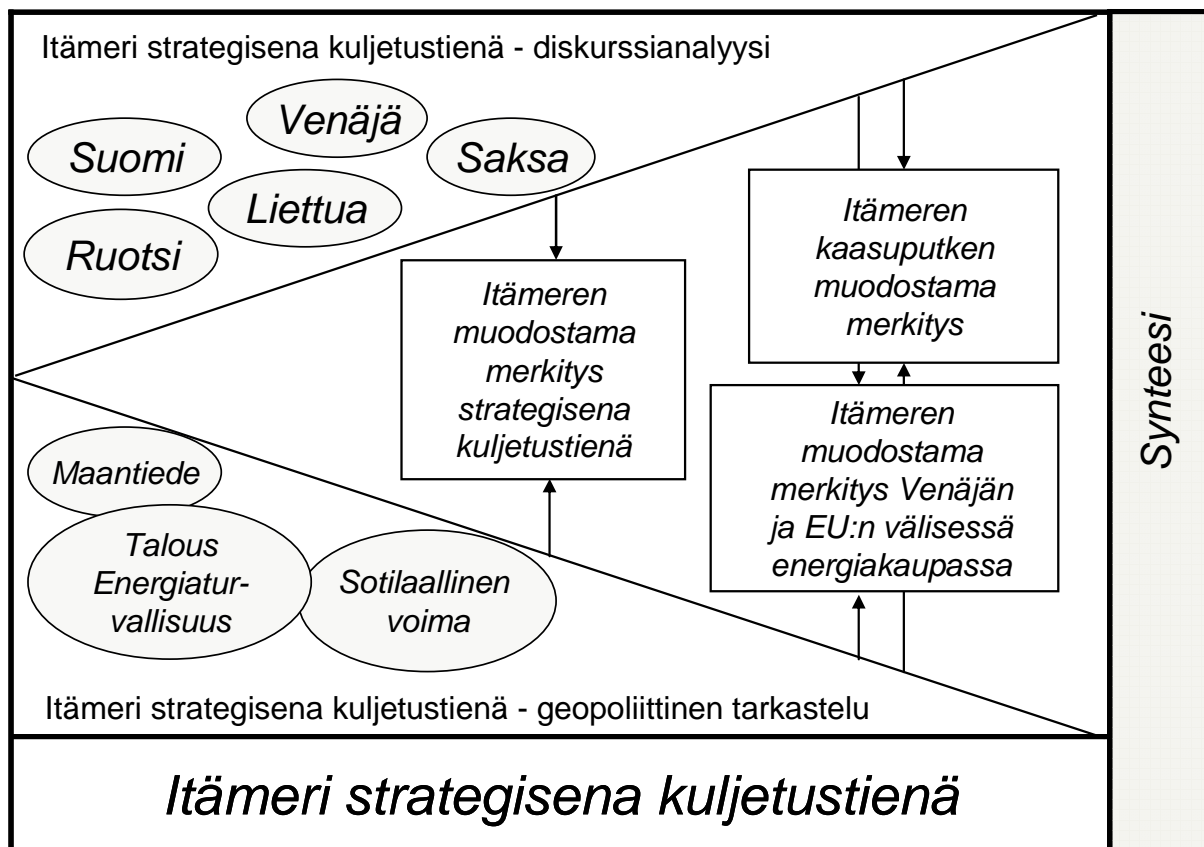 Itämeri strategisena kuljetustienä - diskurssianalyysi
Venäjä
Suomi
Saksa
Liettua
Ruotsi
Itämeren
muodostama
merkitys
strategisena
kuljetustienä
Itämeren
kaasuputken
muodostama
merkitys
Itämeren
muodostama
merkitys Venäjän
ja EU:n välisessä
energiakaupassa
Maantiede
Talous
Energiatur-
vallisuus
Sotilaallinen
voima
Itämeri strategisena kuljetustienä - geopoliittinen tarkastelu
Itämeri strategisena kuljetustienä
Synteesi